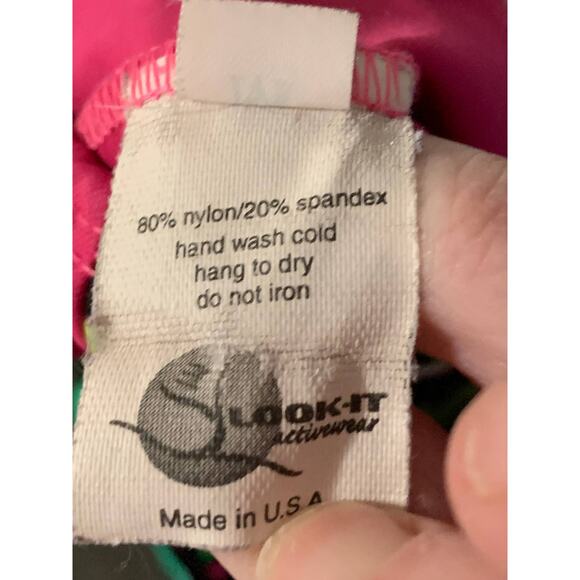 80% nylon/20% spandex
hand wash cold
hang to dry
do not iron
LOOK-IT
activewear
Made in U.S.A